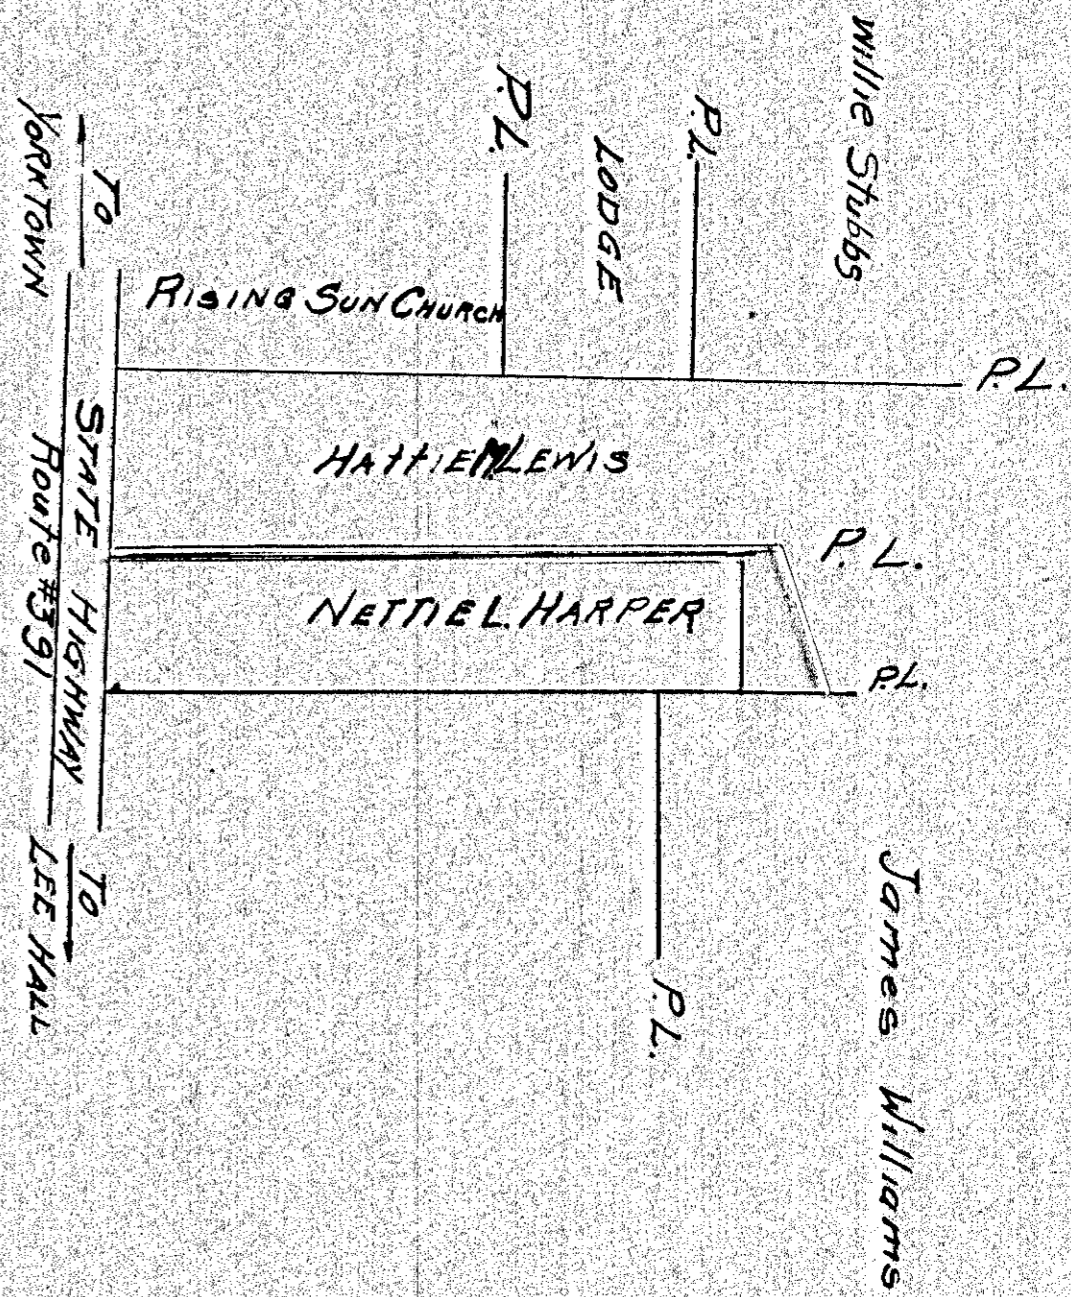 Willie Stubbs
P.L.
LODGE
P.L.
TO
YORKTOWN
RISING SUN CHURCH
P.L.
HATTIE M LEWIS
STATE HIGHWAY
Route #391
P.L.
NETTIE L. HARPER
P.L.
TO
LEE HALL
P.L.
James Williams